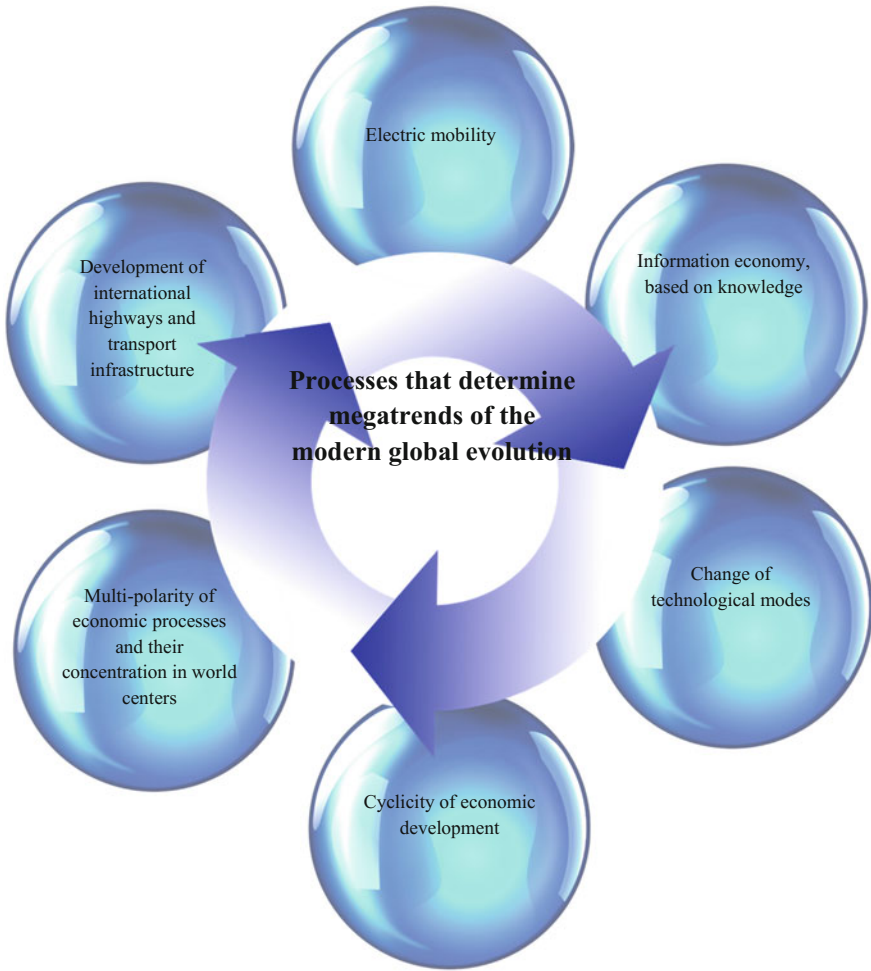 Electric mobility
Information economy,
based on knowledge
Development of
international
highways and
transport
infrastructure
Processes that determine
megatrends of the
modern global evolution
Change of
technological modes
Multi-polarity of
economic processes
and their
concentration in world
centers
Cyclicity of economic
development